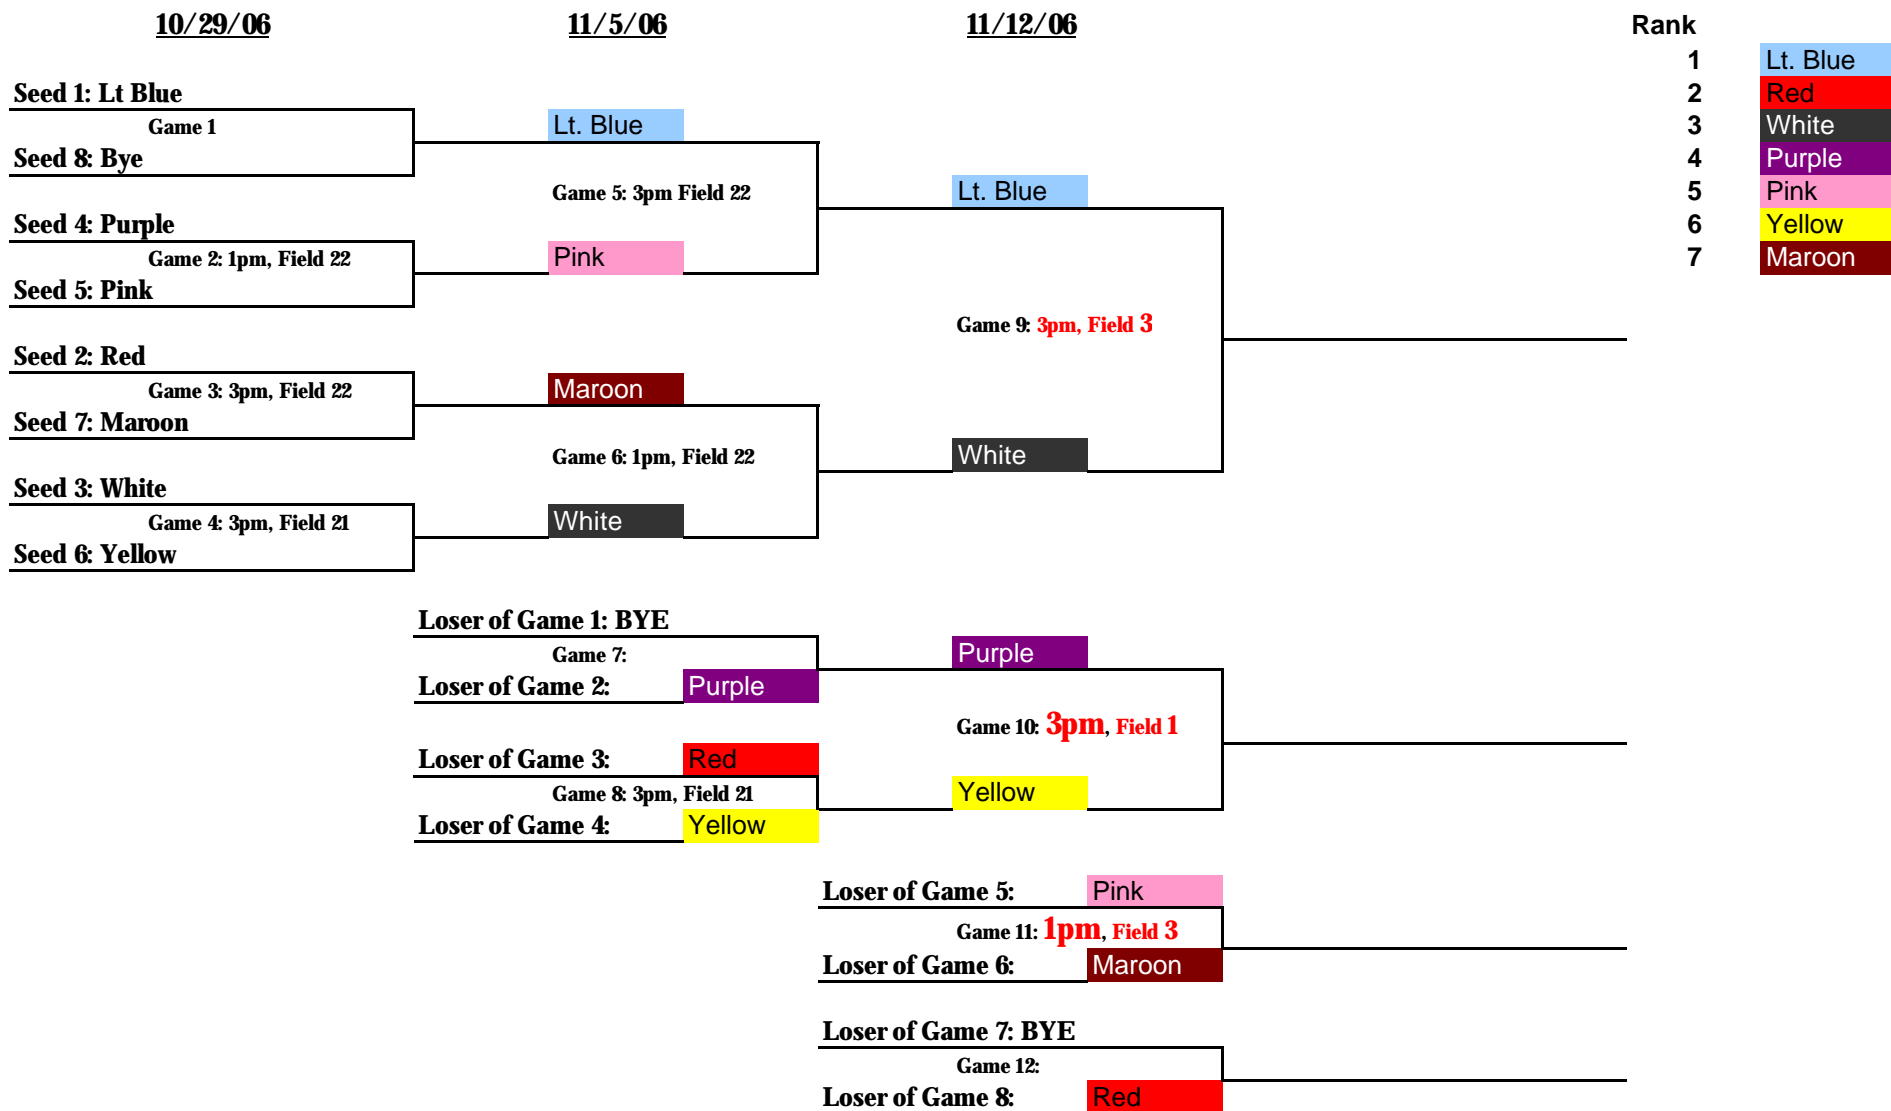 10/29/06 11/5/06 11/12/06 Rank
1 Lt. Blue
Seed 1: Lt Blue 2 Red
Game 1 Lt. Blue 3 White
Seed 8: Bye 4 Purple
Game 5: 3pm Field 22 Lt. Blue 5 Pink
Seed 4: Purple 6 Yellow
Game 2: 1pm, Field 22 Pink 7 Maroon
Seed 5: Pink
Game 9: 3pm, Field 3
Seed 2: Red
Game 3: 3pm, Field 22 Maroon
Seed 7: Maroon
Game 6: 1pm, Field 22 White
Seed 3: White
Game 4: 3pm, Field 21 White
Seed 6: Yellow
Loser of Game 1: BYE
Game 7: Purple
Loser of Game 2: Purple
Game 10: 3pm, Field 1
Loser of Game 3: Red
Game 8: 3pm, Field 21 Yellow
Loser of Game 4: Yellow
Loser of Game 5: Pink
Game 11: 1pm, Field 3
Loser of Game 6: Maroon
Loser of Game 7: BYE
Game 12:
Loser of Game 8: Red